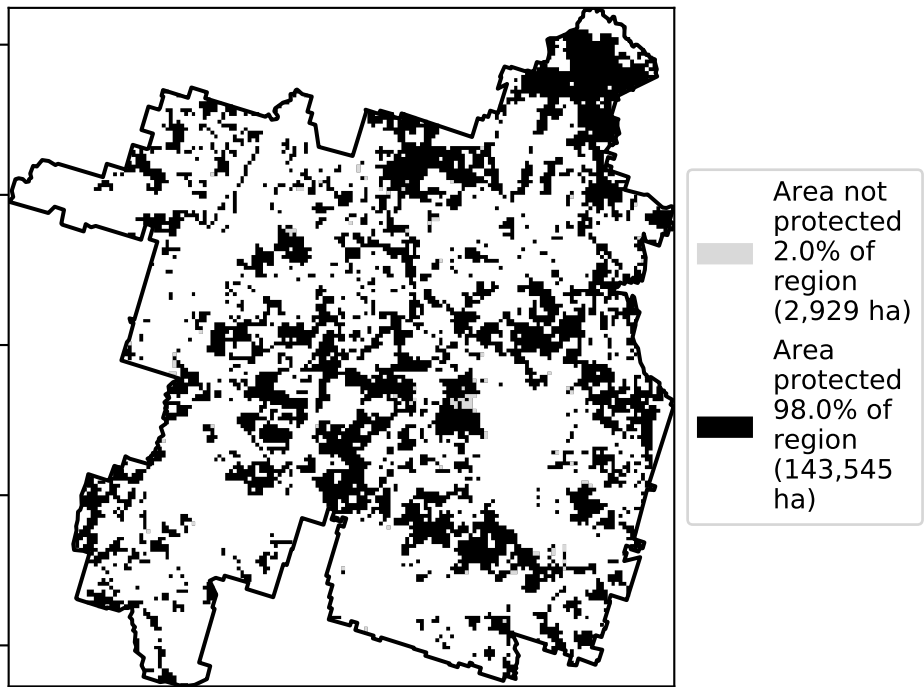 Area not
protected
2.0% of
region
(2,929 ha)
Area
protected
98.0% of
region
(143,545
ha)